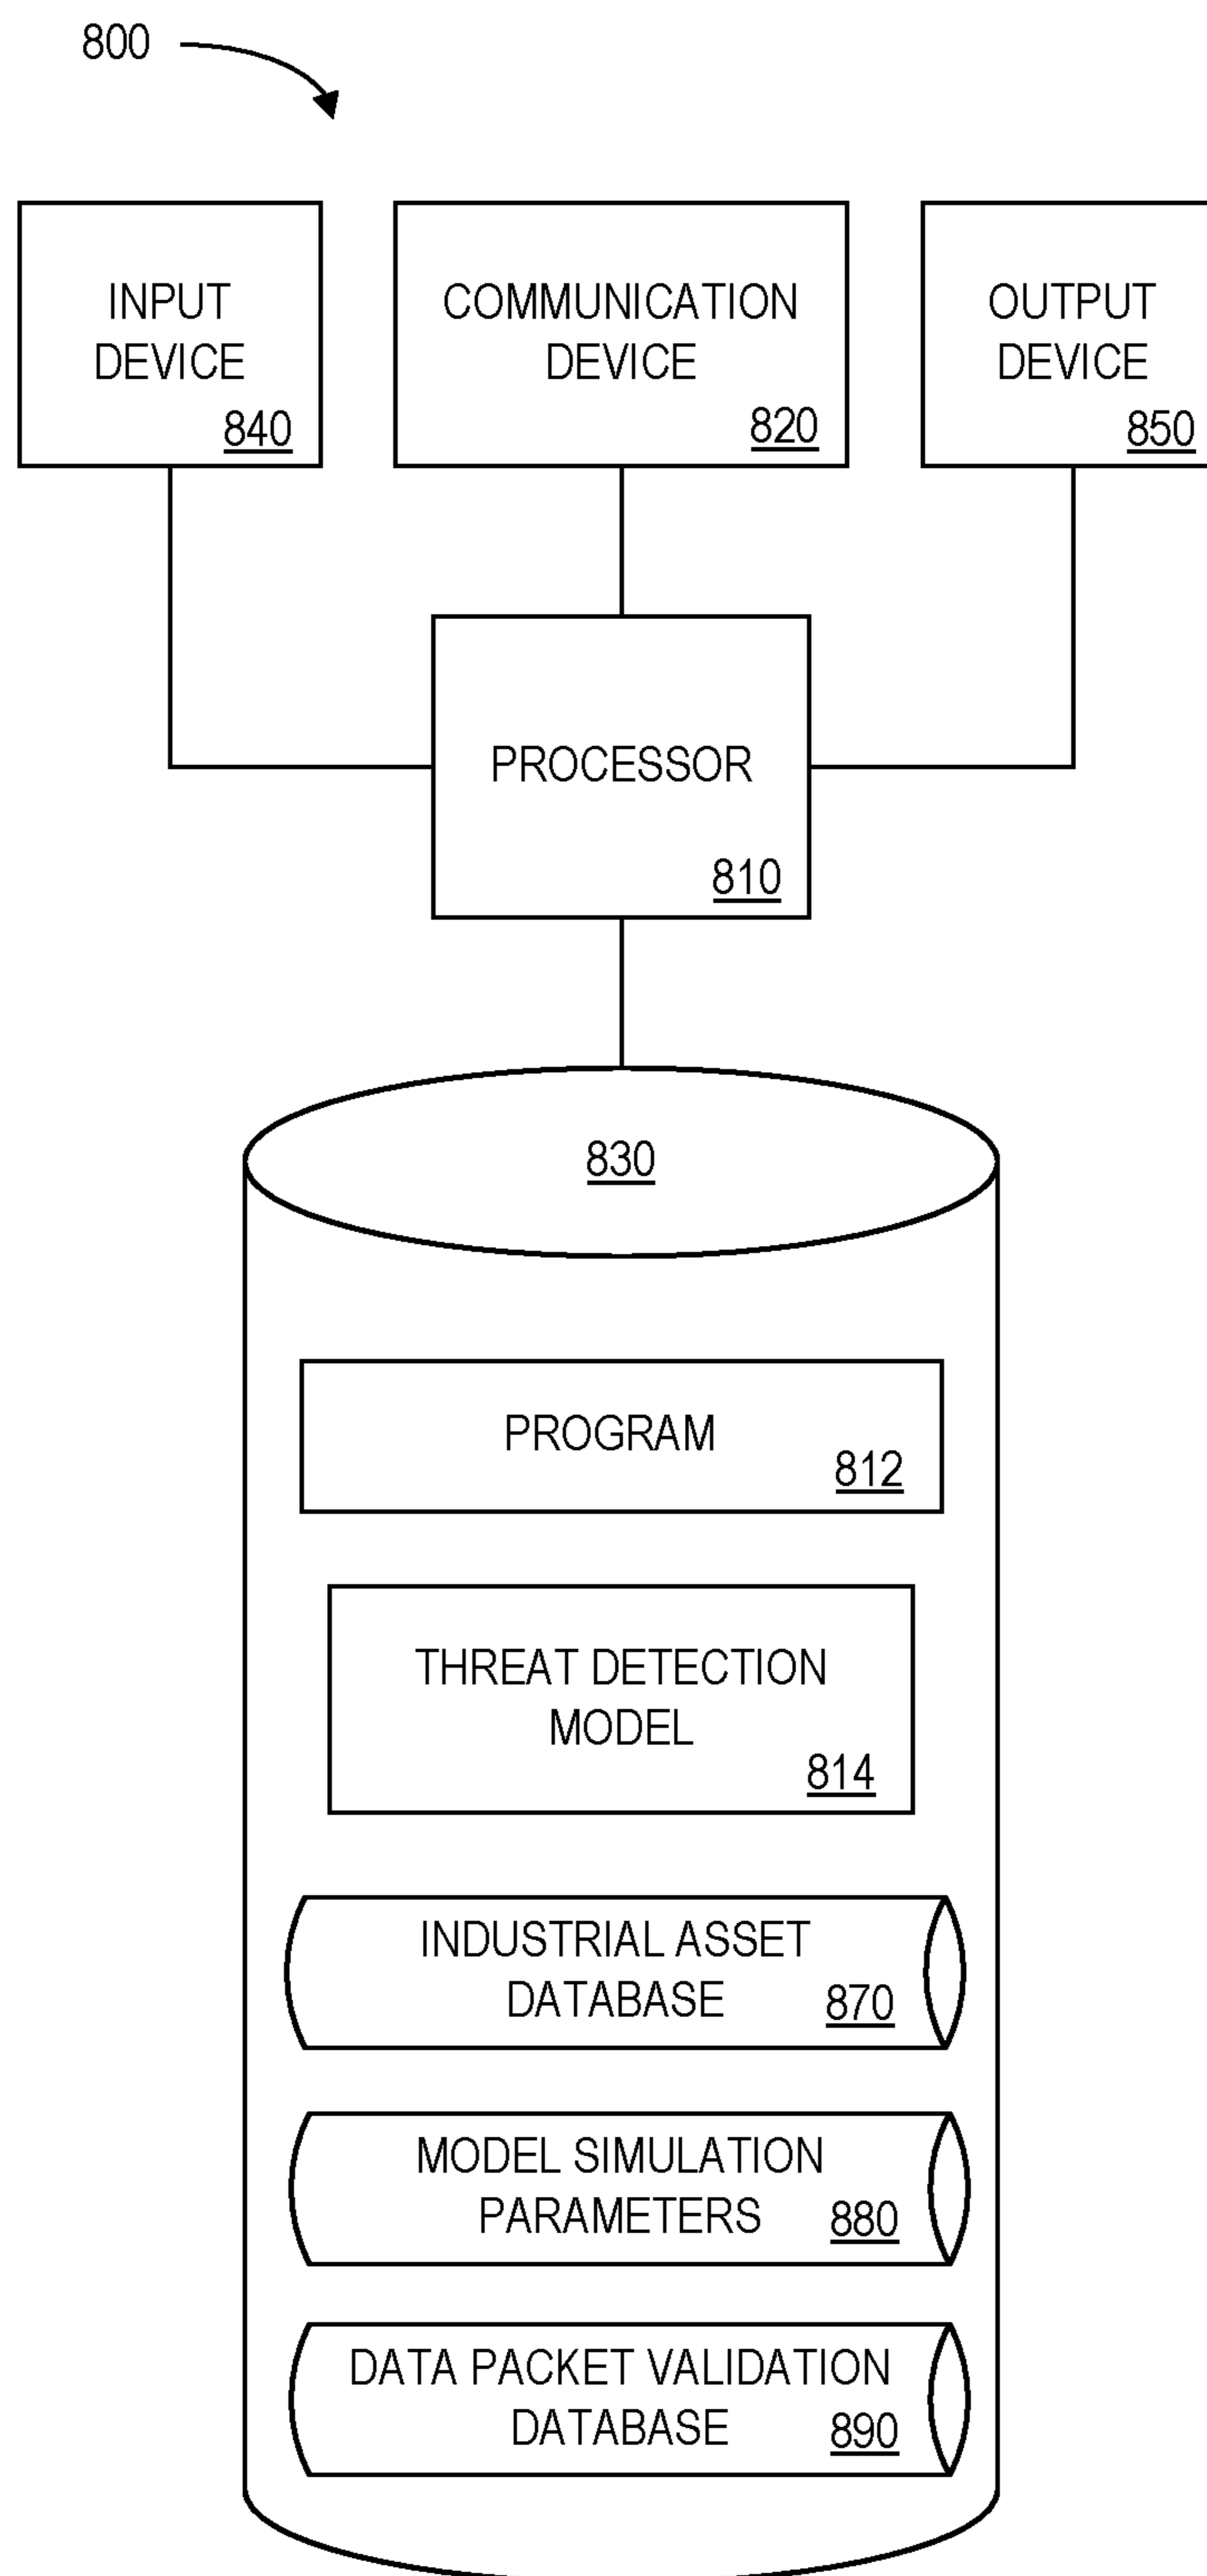 800
INPUT
DEVICE
840
COMMUNICATION
DEVICE
820
OUTPUT
DEVICE
850
PROCESSOR
810
830
PROGRAM
812
THREAT DETECTION
MODEL
814
INDUSTRIAL ASSET
DATABASE
870
MODEL SIMULATION
PARAMETERS
880
DATA PACKET VALIDATION
DATABASE
890